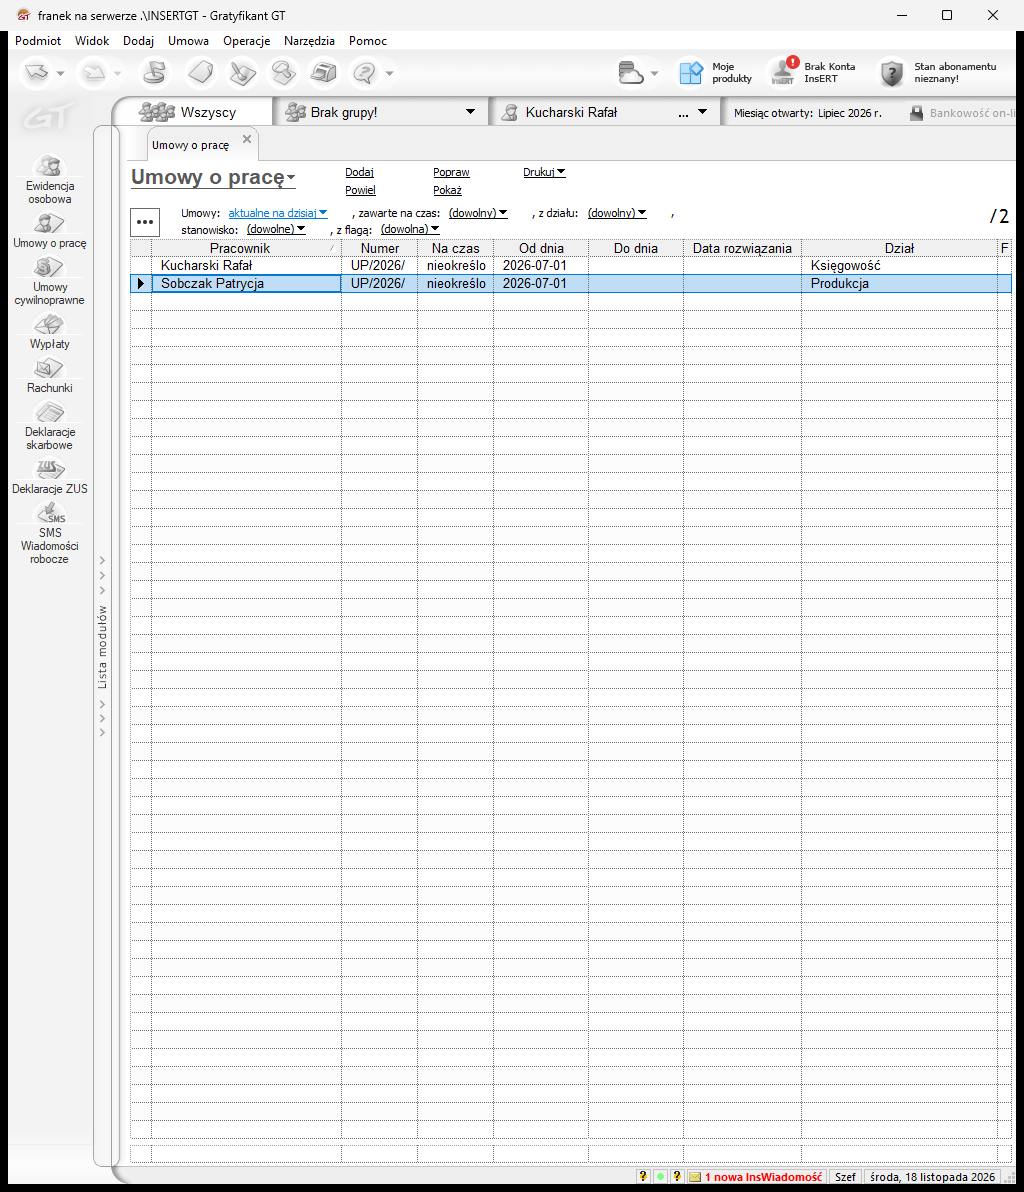 franek na serwerze .\INSERTGT - Gratyfikant GT
Podmiot Widok Dodaj Umowa Operacje Narzędzia Pomoc
Moje produkty
InsERT
Brak Konta InsERT
Stan abonamentu nieznany!
GT
Wszyscy
Brak grupy!
Kucharski Rafał ...
Miesiąc otwarty: Lipiec 2026 r.
Bankowość on-li
Umowy o pracę
Umowy o pracę
Dodaj Popraw Drukuj
Powiel Pokaż
... Umowy: aktualne na dzisiaj , zawarte na czas: (dowolny) , z działu: (dowolny) ,
stanowisko: (dowolne) , z flagą: (dowolna)
/2
Pracownik Numer Na czas Od dnia Do dnia Data rozwiązania Dział F
Kucharski Rafał UP/2026/ nieokreślo 2026-07-01 Księgowość
Sobczak Patrycja UP/2026/ nieokreślo 2026-07-01 Produkcja
Ewidencja
osobowa
Umowy o pracę
Umowy
cywilnoprawne
Wypłaty
Rachunki
Deklaracje
skarbowe
ZUS
Deklaracje ZUS
SMS
SMS
Wiadomości
robocze
Lista modułów
1 nowa InsWiadomość Szef środa, 18 listopada 2026